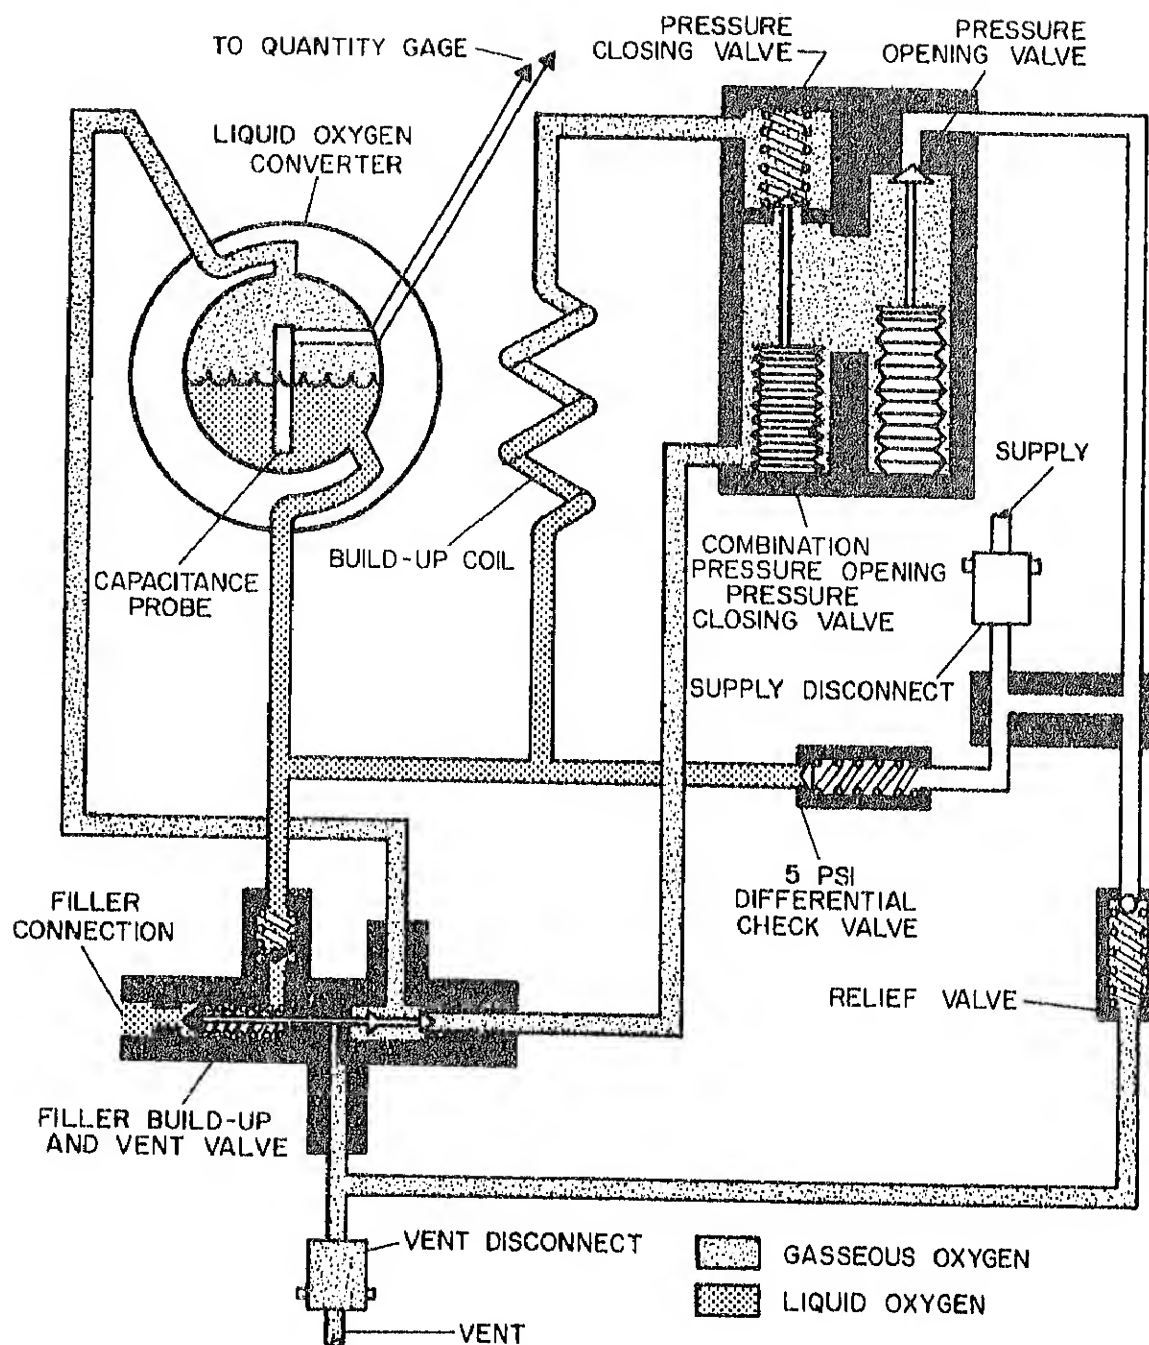 PRESSURE
CLOSING VALVE
PRESSURE
OPENING VALVE
TO QUANTITY GAGE
LIQUID OXYGEN
CONVERTER
SUPPLY
CAPACITANCE
PROBE
BUILD-UP COIL
COMBINATION
PRESSURE OPENING
PRESSURE
CLOSING VALVE
SUPPLY DISCONNECT
5 PSI
DIFFERENTIAL
CHECK VALVE
FILLER
CONNECTION
RELIEF VALVE
FILLER BUILD-UP
AND VENT VALVE
VENT DISCONNECT
GASSEOUS OXYGEN
LIQUID OXYGEN
VENT